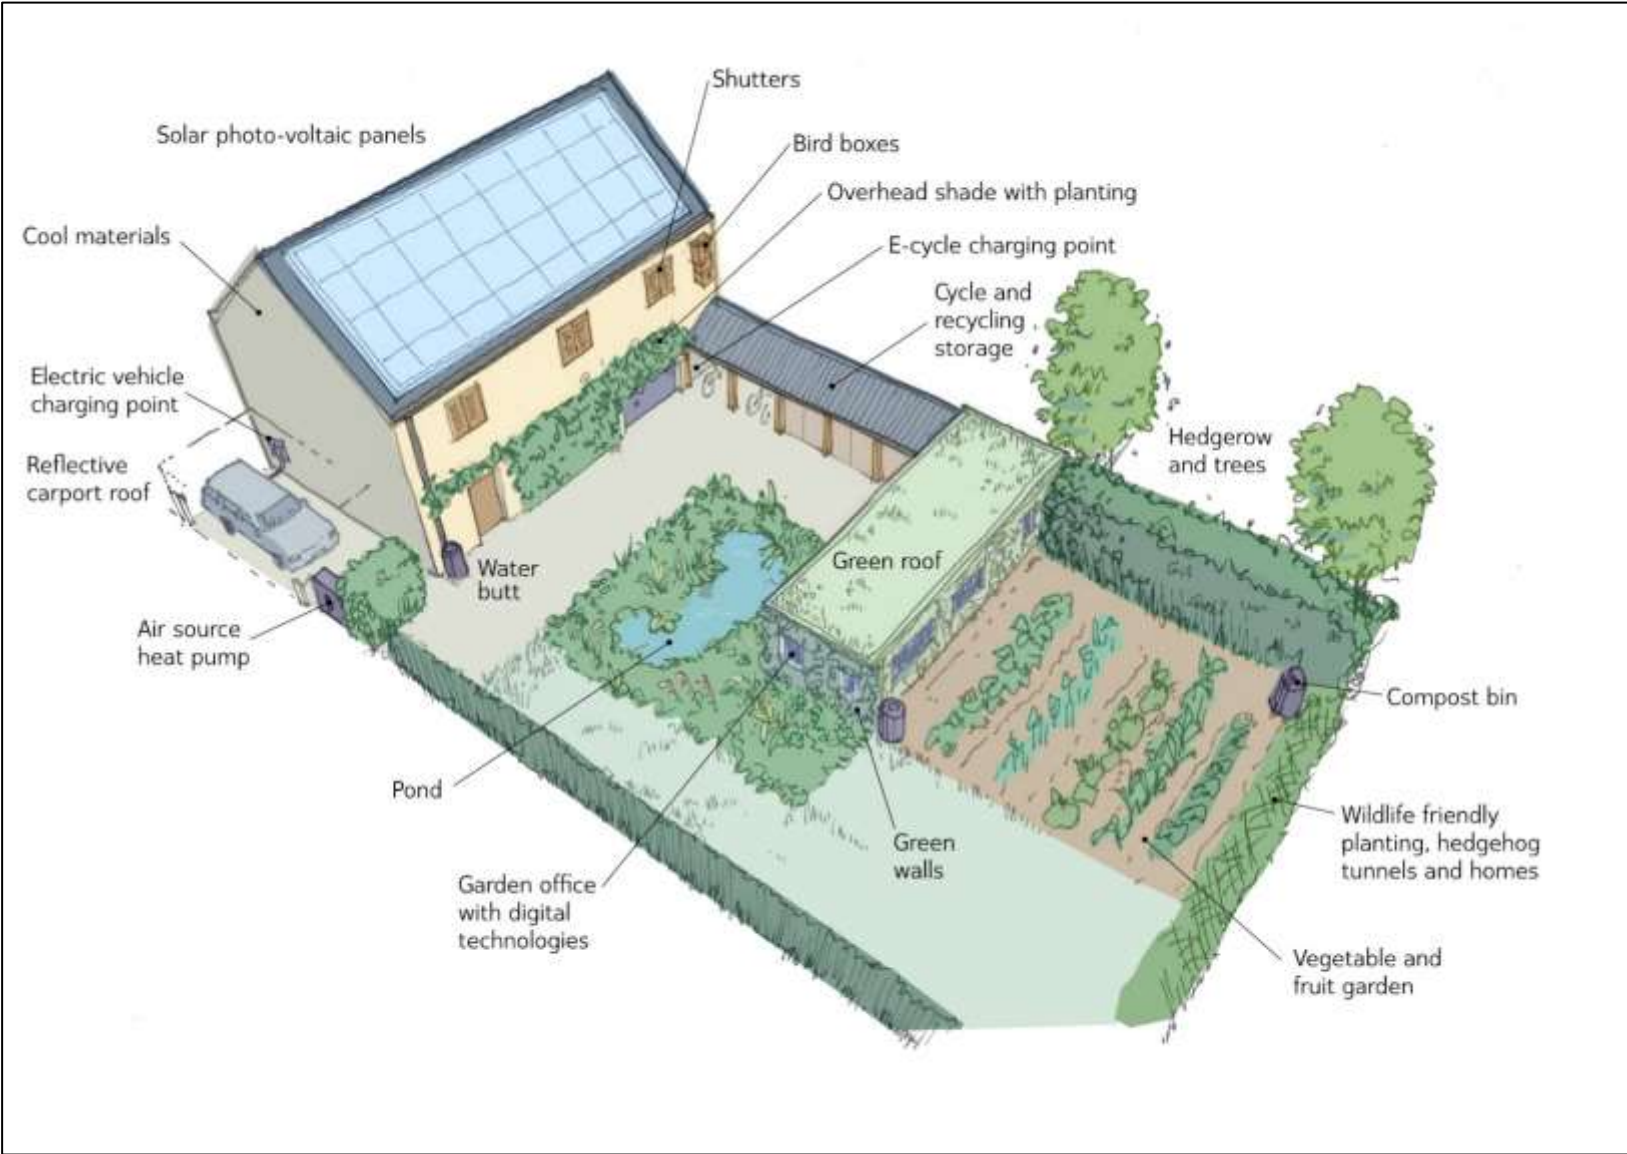 Shutters
Solar photo-voltaic panels
Bird boxes
Overhead shade with planting
Cool materials
E-cycle charging point
Cycle and
recycling
storage
Electric vehicle
charging point
Hedgerow
and trees
Reflective
carport roof
Green roof
Water
butt
Air source
heat pump
Compost bin
Pond
Wildlife friendly
planting, hedgehog
tunnels and homes
Green
walls
Garden office
with digital
technologies
Vegetable and
fruit garden